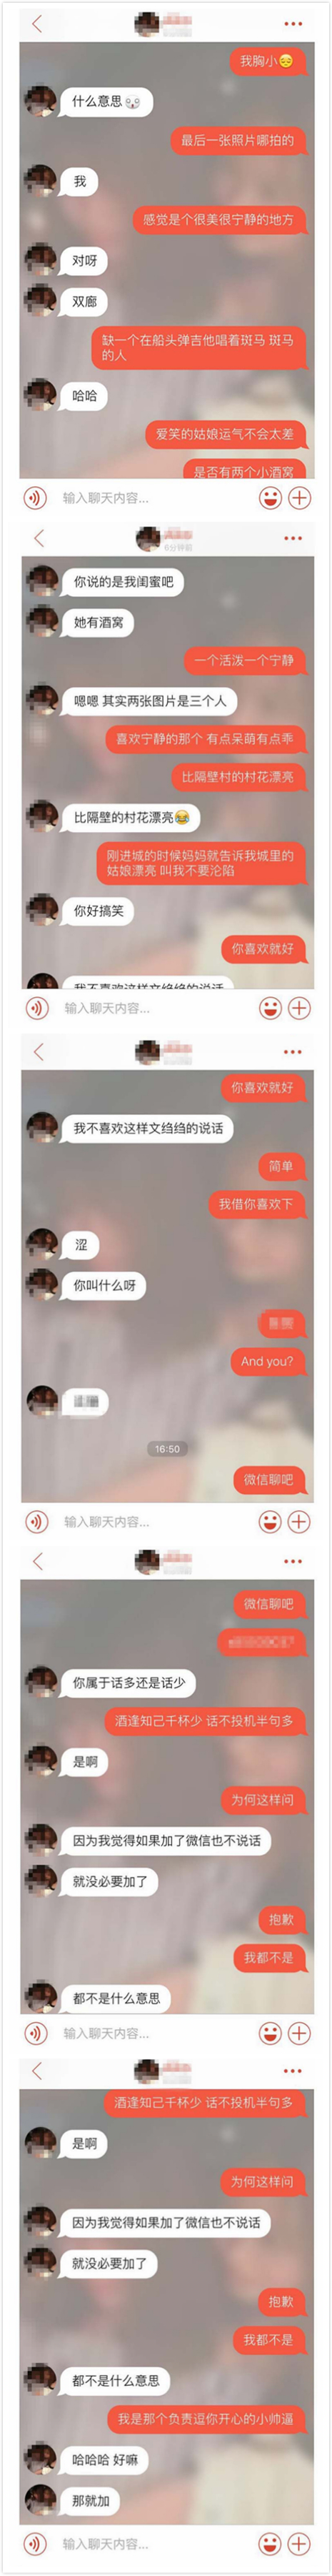 我胸小😔
什么意思
最后一张照片哪拍的
我
感觉是个很美很宁静的地方
对呀
双廊
缺一个在船头弹吉他唱着斑马 斑马
的人
哈哈
爱笑的姑娘运气不会太差
是否有两个小酒窝
输入聊天内容...
6分钟前
你说的是我闺蜜吧
她有酒窝
一个活泼一个宁静
嗯嗯 其实两张图片是三个人
喜欢宁静的那个 有点呆萌有点乖
比隔壁村的村花漂亮
比隔壁的村花漂亮😂
刚进城的时候妈妈就告诉我城里的
姑娘漂亮 叫我不要沦陷
你好搞笑
你喜欢就好
我不喜欢这样文绉绉的说话
输入聊天内容...
你喜欢就好
我不喜欢这样文绉绉的说话
简单
我借你喜欢下
涩
你叫什么呀
And you?
16:50
微信聊吧
输入聊天内容...
微信聊吧
你属于话多还是话少
酒逢知己千杯少 话不投机半句多
是啊
为何这样问
因为我觉得如果加了微信也不说话
就没必要加了
抱歉
我都不是
都不是什么意思
输入聊天内容...
酒逢知己千杯少 话不投机半句多
是啊
为何这样问
因为我觉得如果加了微信也不说话
就没必要加了
抱歉
我都不是
都不是什么意思
我是那个负责逗你开心的小帅逼
哈哈哈 好嘛
那就加
输入聊天内容...